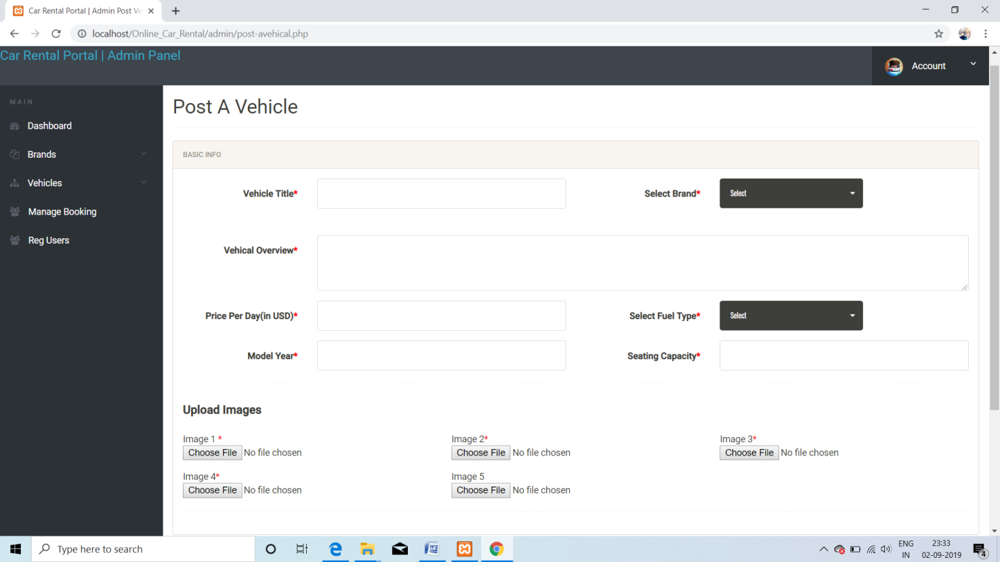 Car Rental Portal | Admin Post Ve
localhost/Online_Car_Rental/admin/post-avehical.php
Car Rental Portal | Admin Panel
Account
MAIN
Dashboard
Brands
Vehicles
Manage Booking
Reg Users
Post A Vehicle
BASIC INFO
Vehicle Title*
Select Brand*
Select
Vehical Overview*
Price Per Day(in USD)*
Select Fuel Type*
Select
Model Year*
Seating Capacity*
Upload Images
Image 1 *
Choose File No file chosen
Image 2*
Choose File No file chosen
Image 3*
Choose File No file chosen
Image 4*
Choose File No file chosen
Image 5
Choose File No file chosen
Type here to search
ENG
IN
23:33
02-09-2019
4